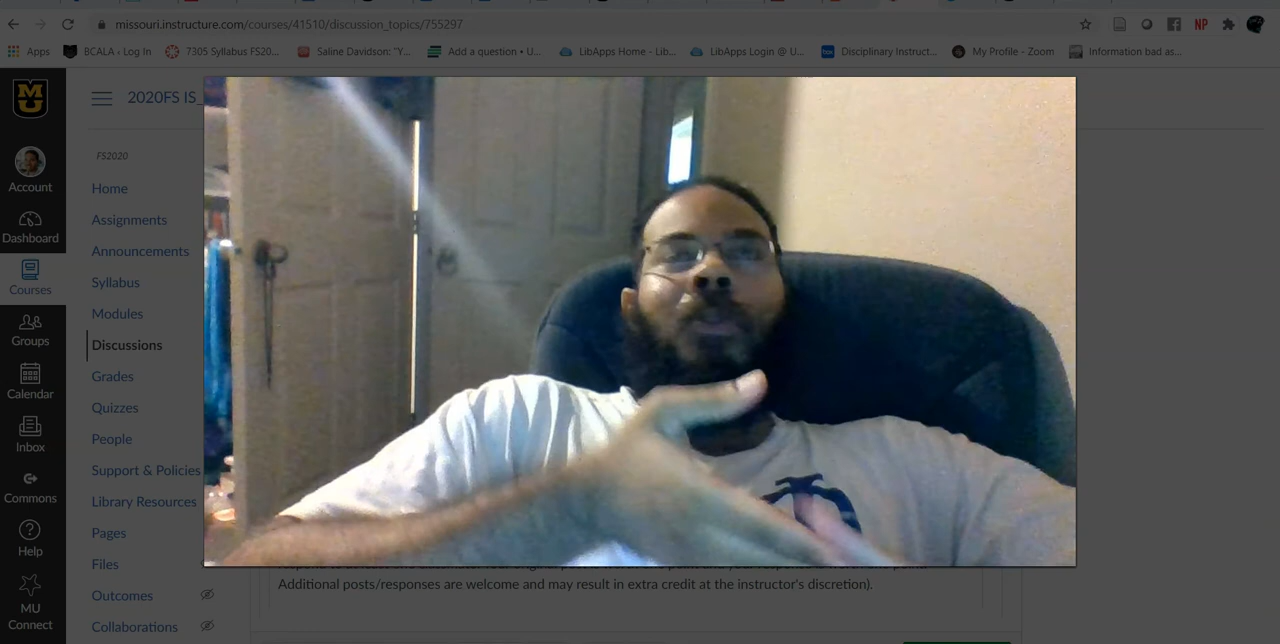 missouri.instructure.com/courses/41510/discussion_topics/755297
NP
Apps
BCALA ‹ Log In
7305 Syllabus FS20...
Saline Davidson: "Y...
Add a question • U...
LibApps Home - Lib...
LibApps Login @ U...
box
Disciplinary Instruct...
My Profile - Zoom
Information bad as...
MU
2020FS IS_
FS2020
Account
Dashboard
Courses
Groups
Calendar
Inbox
Commons
Help
MU
Connect
Home
Assignments
Announcements
Syllabus
Modules
Discussions
Grades
Quizzes
People
Support & Policies
Library Resources
Pages
Files
Outcomes
Collaborations
Additional posts/responses are welcome and may result in extra credit at the instructor's discretion).